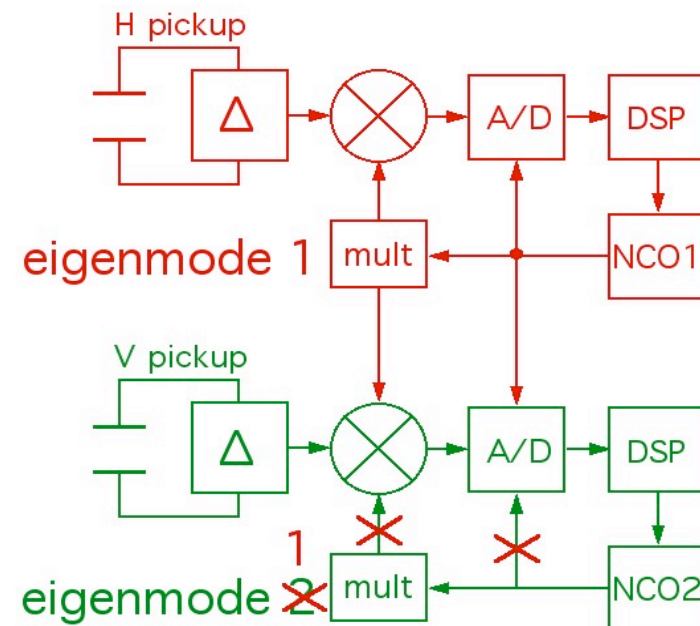 H pickup
Δ
A/D
DSP
eigenmode 1
mult
NCO1
V pickup
Δ
A/D
DSP
1
eigenmode 2
mult
NCO2